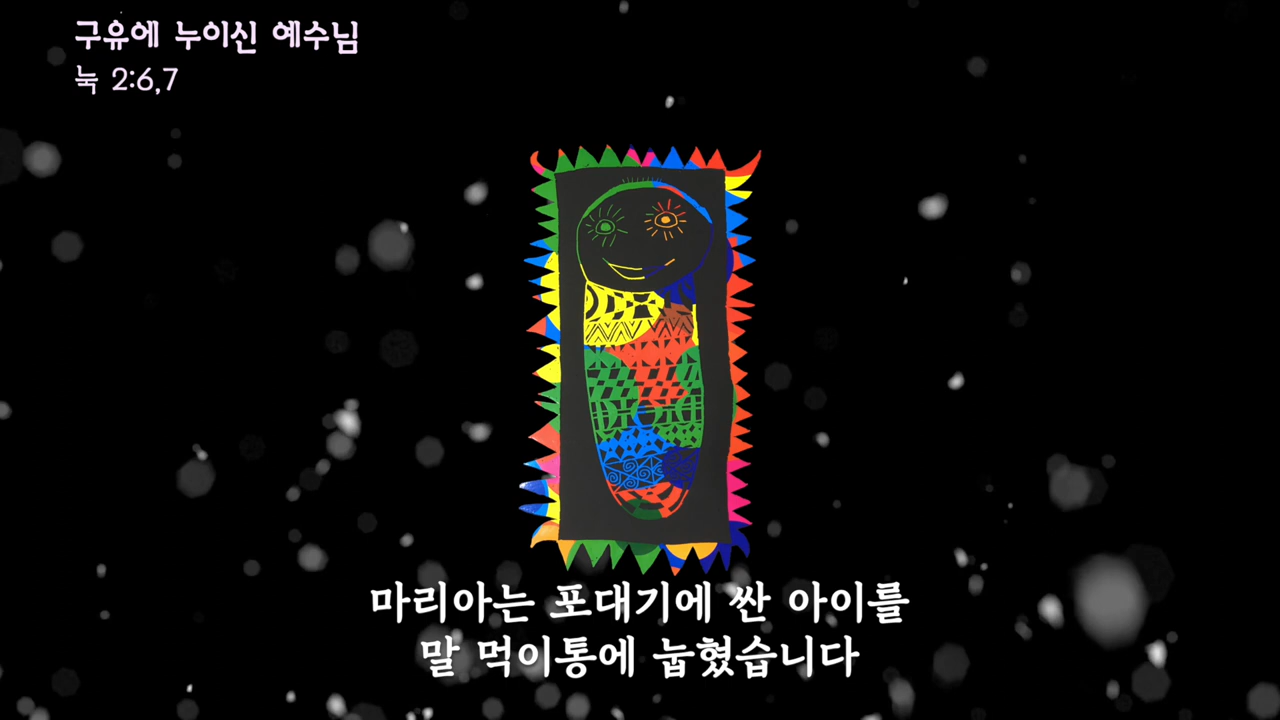 구유에 누이신 예수님
눅 2:6,7
마리아는 포대기에 싼 아이를
말 먹이통에 눕혔습니다